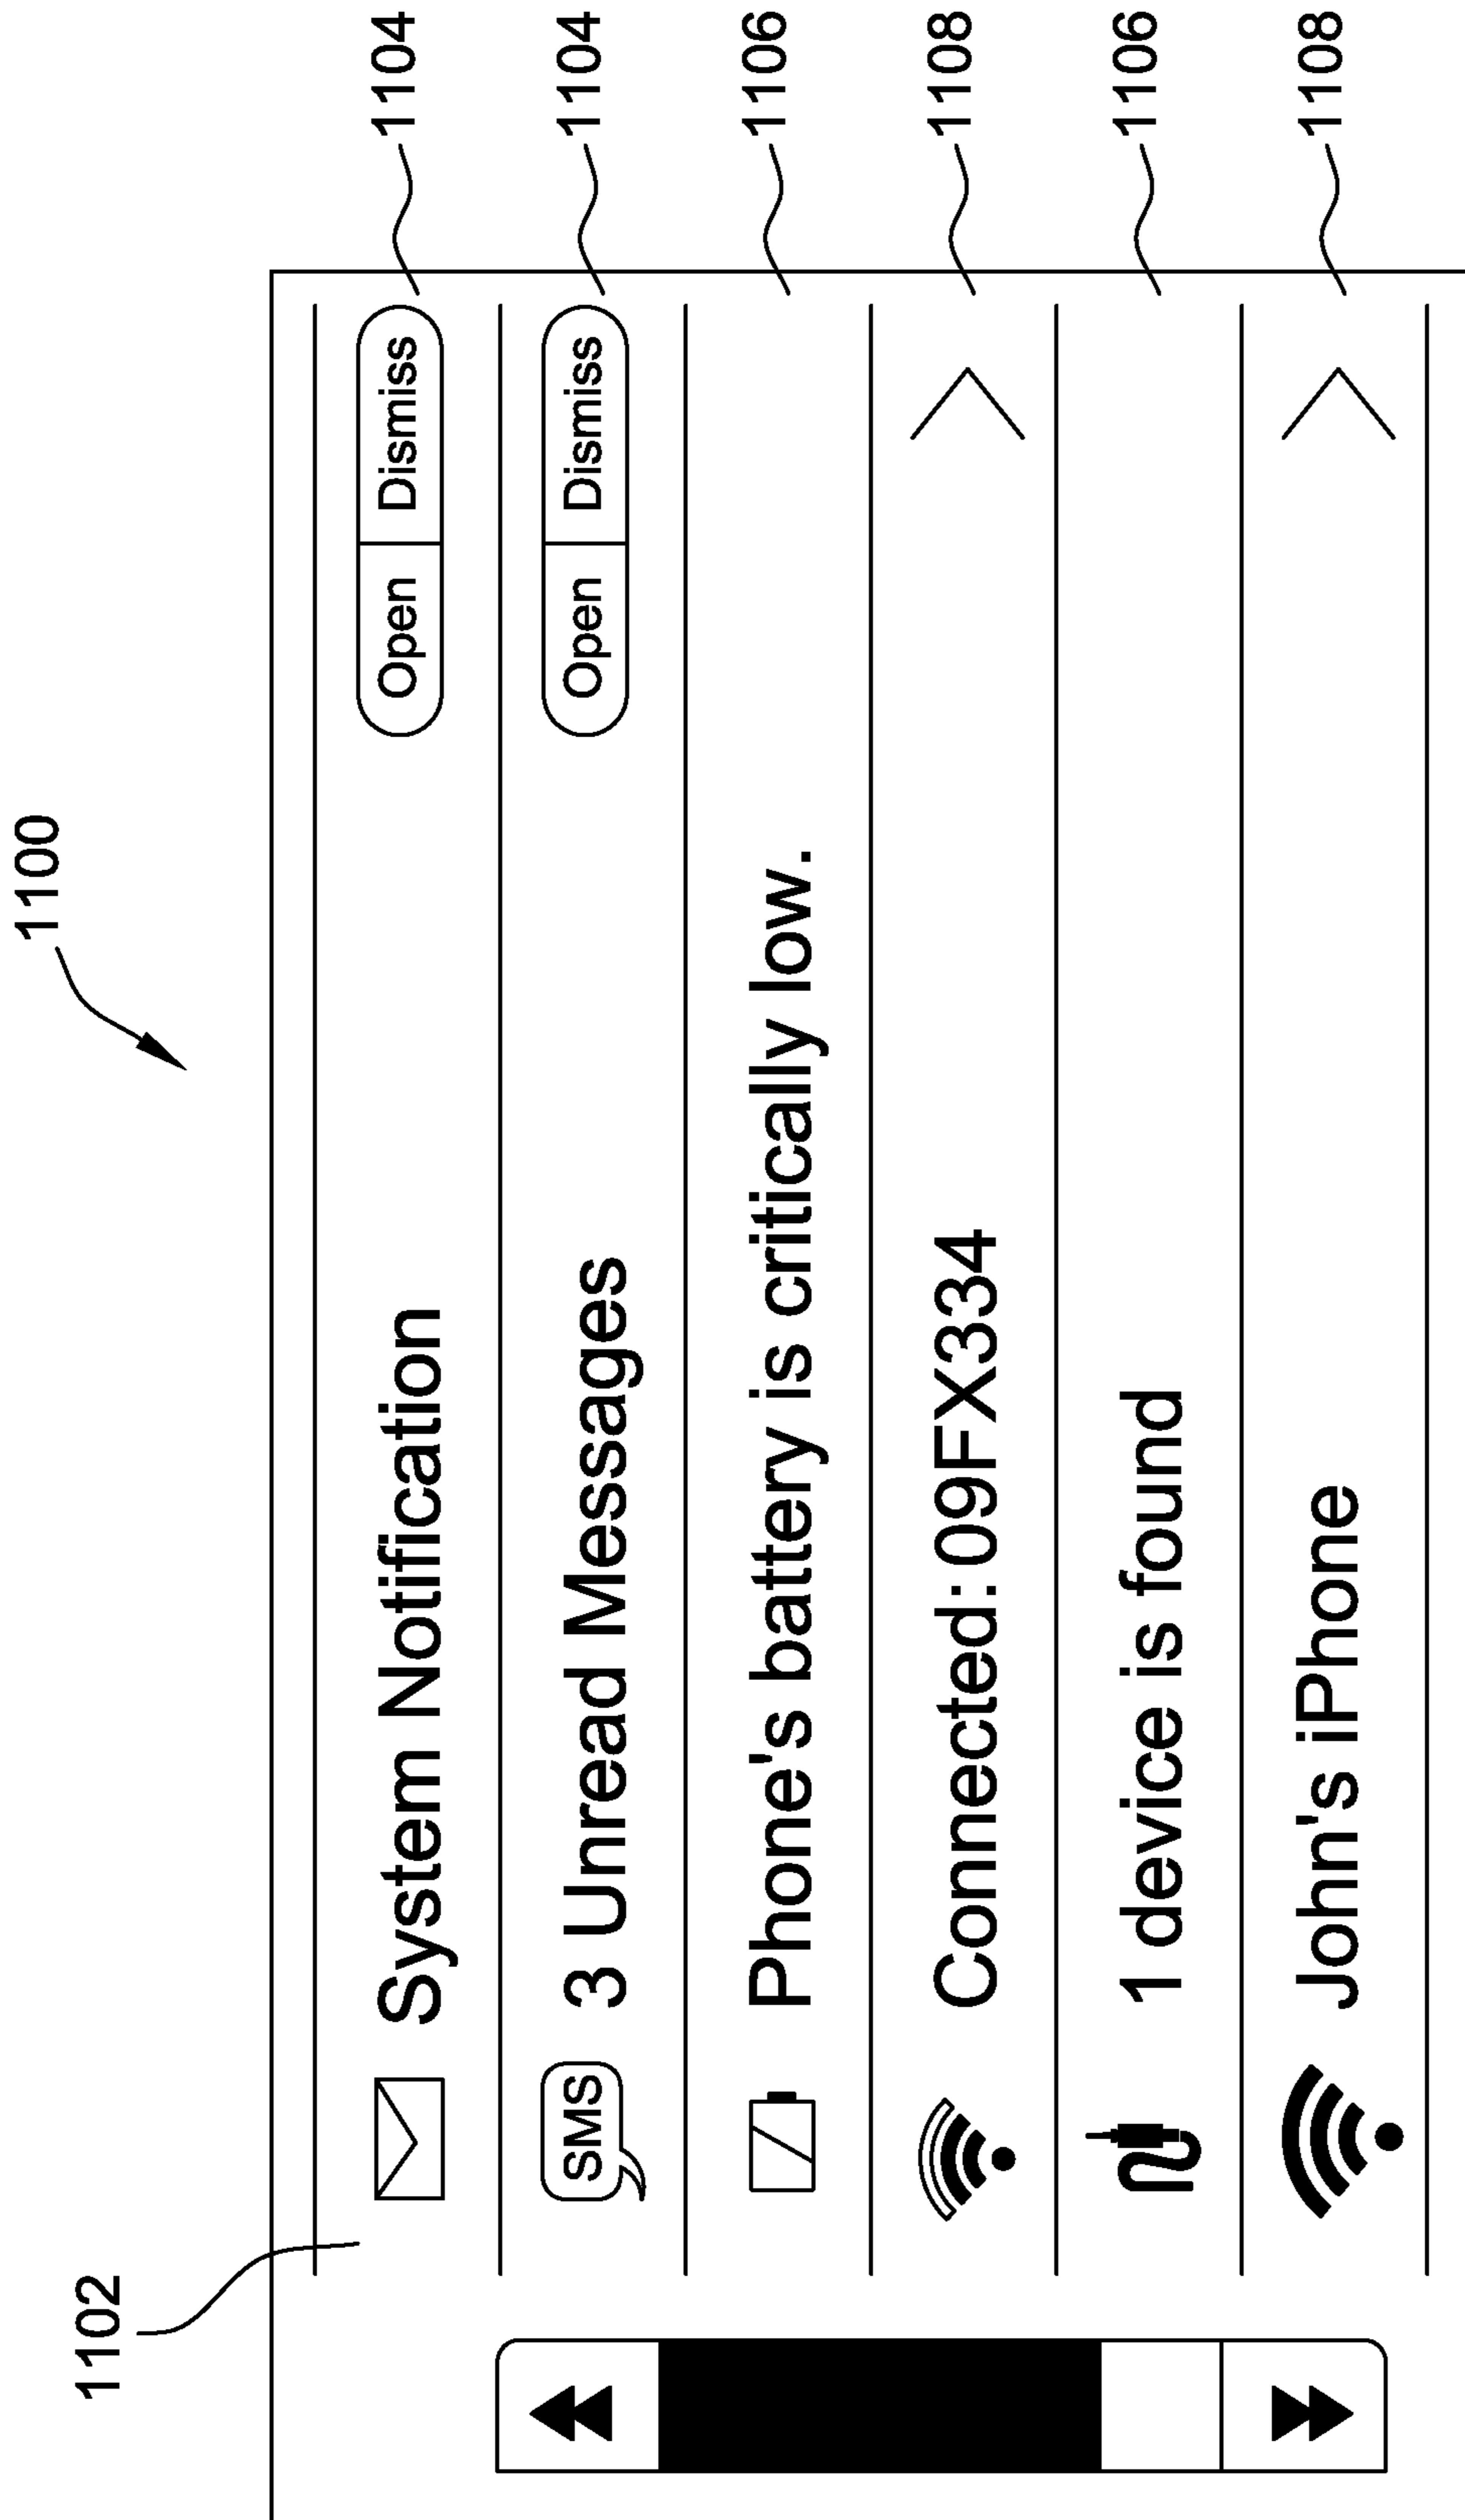 1100
1102
System Notification Open Dismiss 1104
SMS 3 Unread Messages Open Dismiss 1104
Phone's battery is critically low. 1106
Connected: 09FX334 1108
1 device is found 1106
John's iPhone 1108